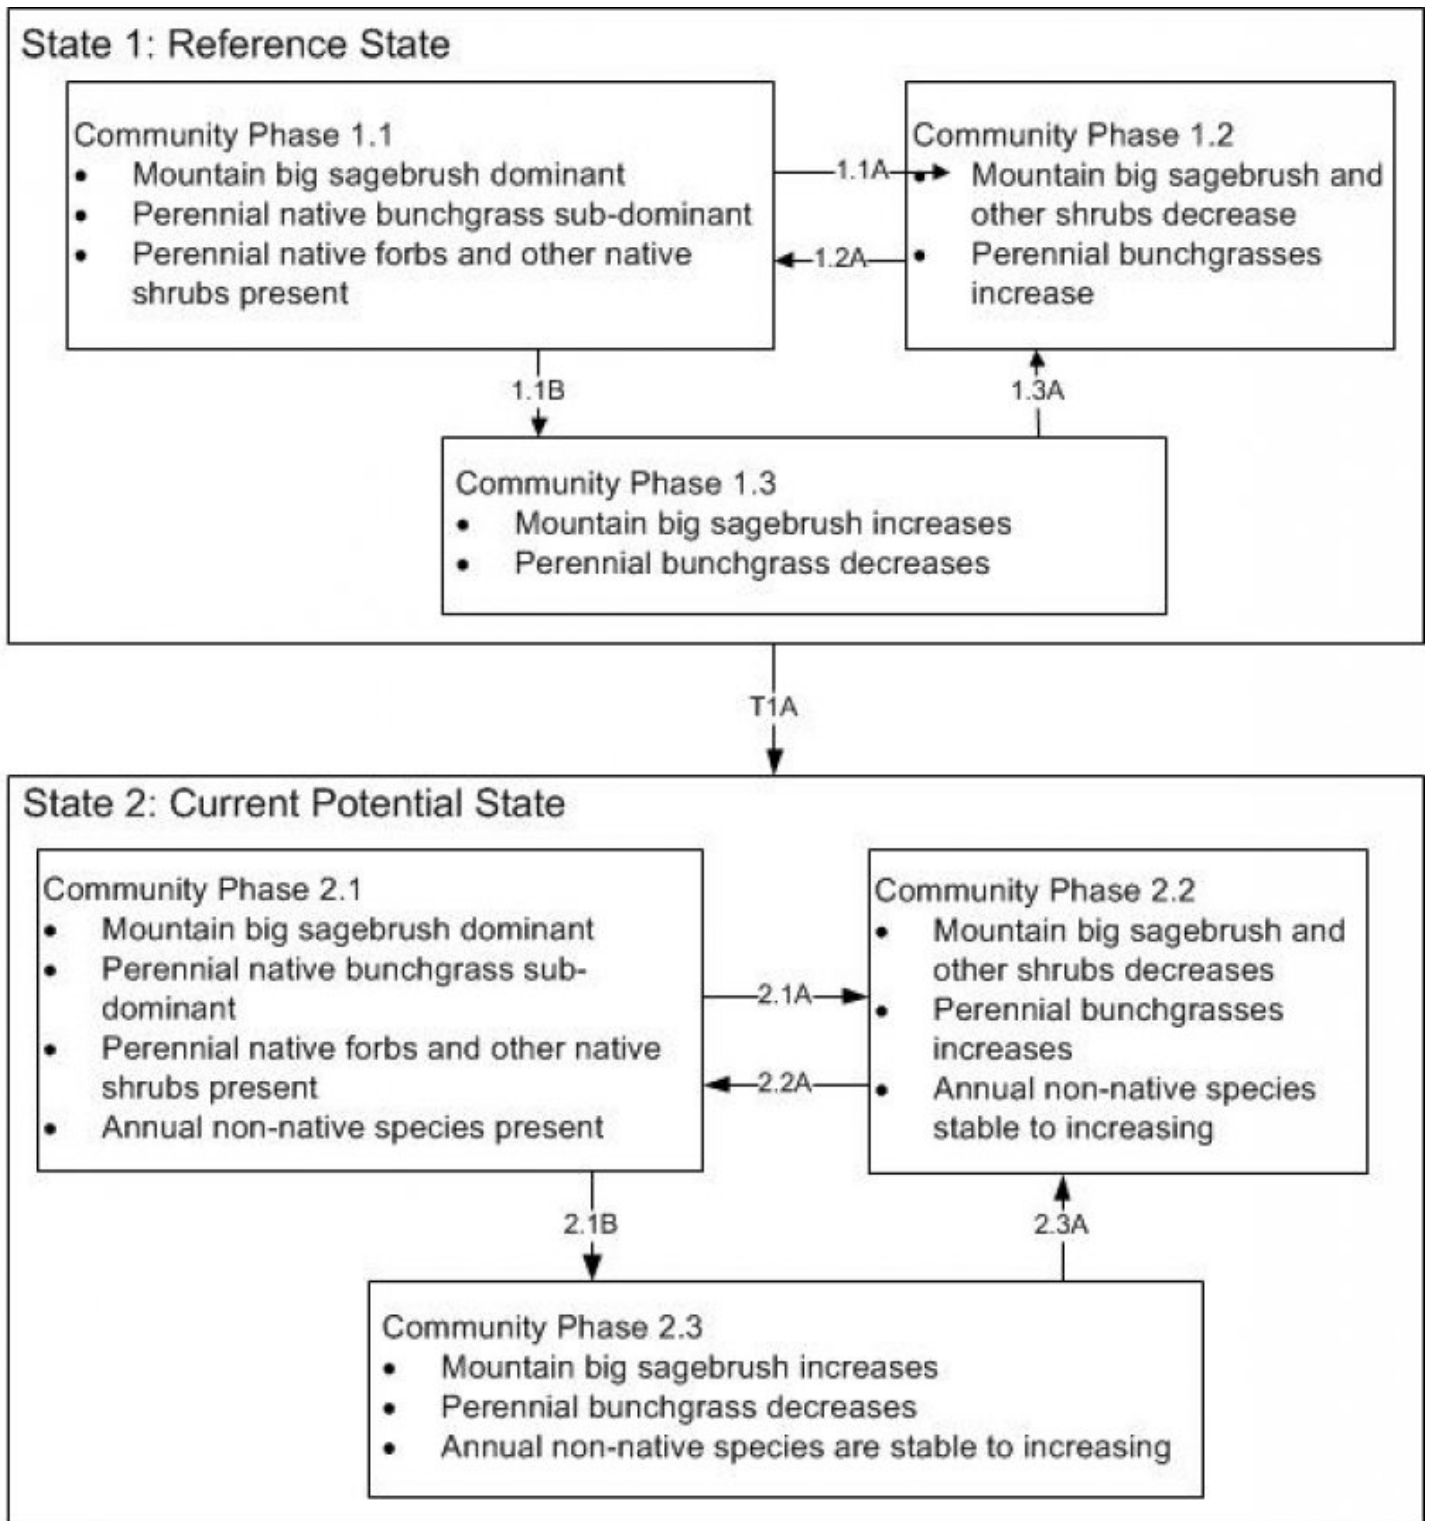 State 1: Reference State
Community Phase 1.1
• Mountain big sagebrush dominant
• Perennial native bunchgrass sub-dominant
• Perennial native forbs and other native
shrubs present
1.1A
1.2A
Community Phase 1.2
• Mountain big sagebrush and
other shrubs decrease
• Perennial bunchgrasses
increase
1.1B
1.3A
Community Phase 1.3
• Mountain big sagebrush increases
• Perennial bunchgrass decreases
T1A
State 2: Current Potential State
Community Phase 2.1
• Mountain big sagebrush dominant
• Perennial native bunchgrass sub-
dominant
• Perennial native forbs and other native
shrubs present
• Annual non-native species present
2.1A
2.2A
Community Phase 2.2
• Mountain big sagebrush and
other shrubs decreases
• Perennial bunchgrasses
increases
• Annual non-native species
stable to increasing
2.1B
2.3A
Community Phase 2.3
• Mountain big sagebrush increases
• Perennial bunchgrass decreases
• Annual non-native species are stable to increasing